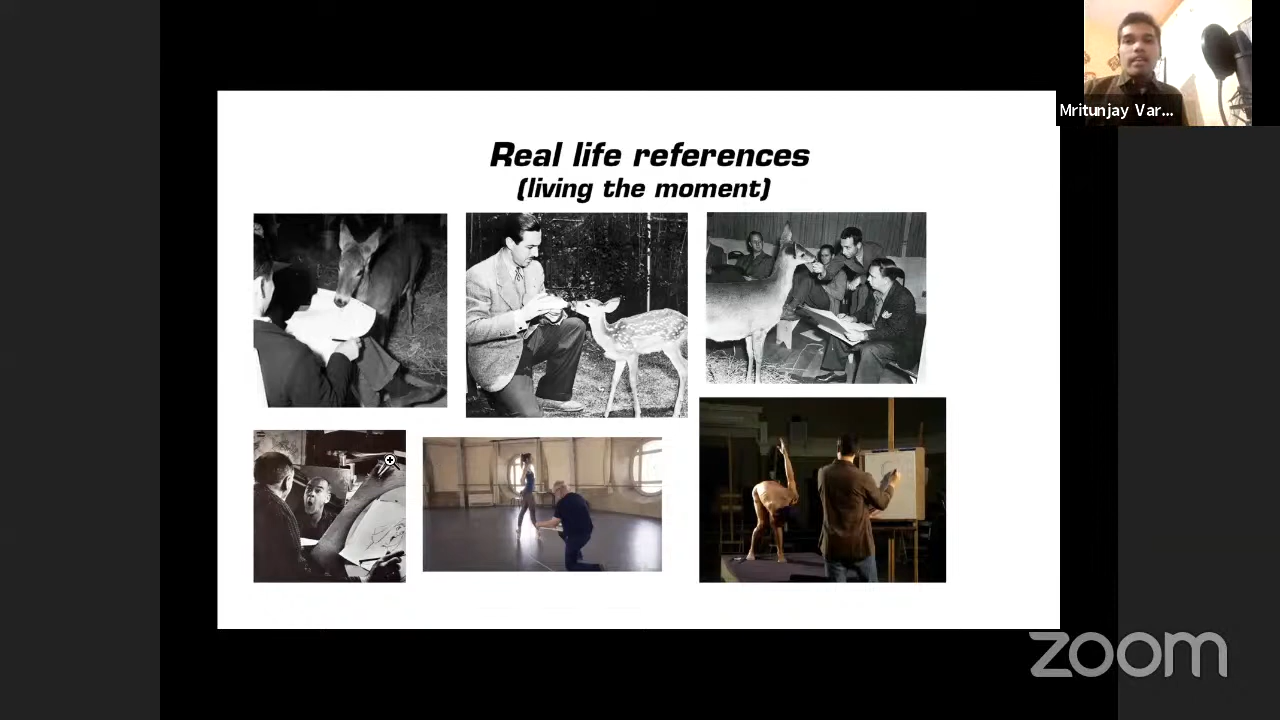 Real life references
(living the moment)
Mritunjay Var...
zoom